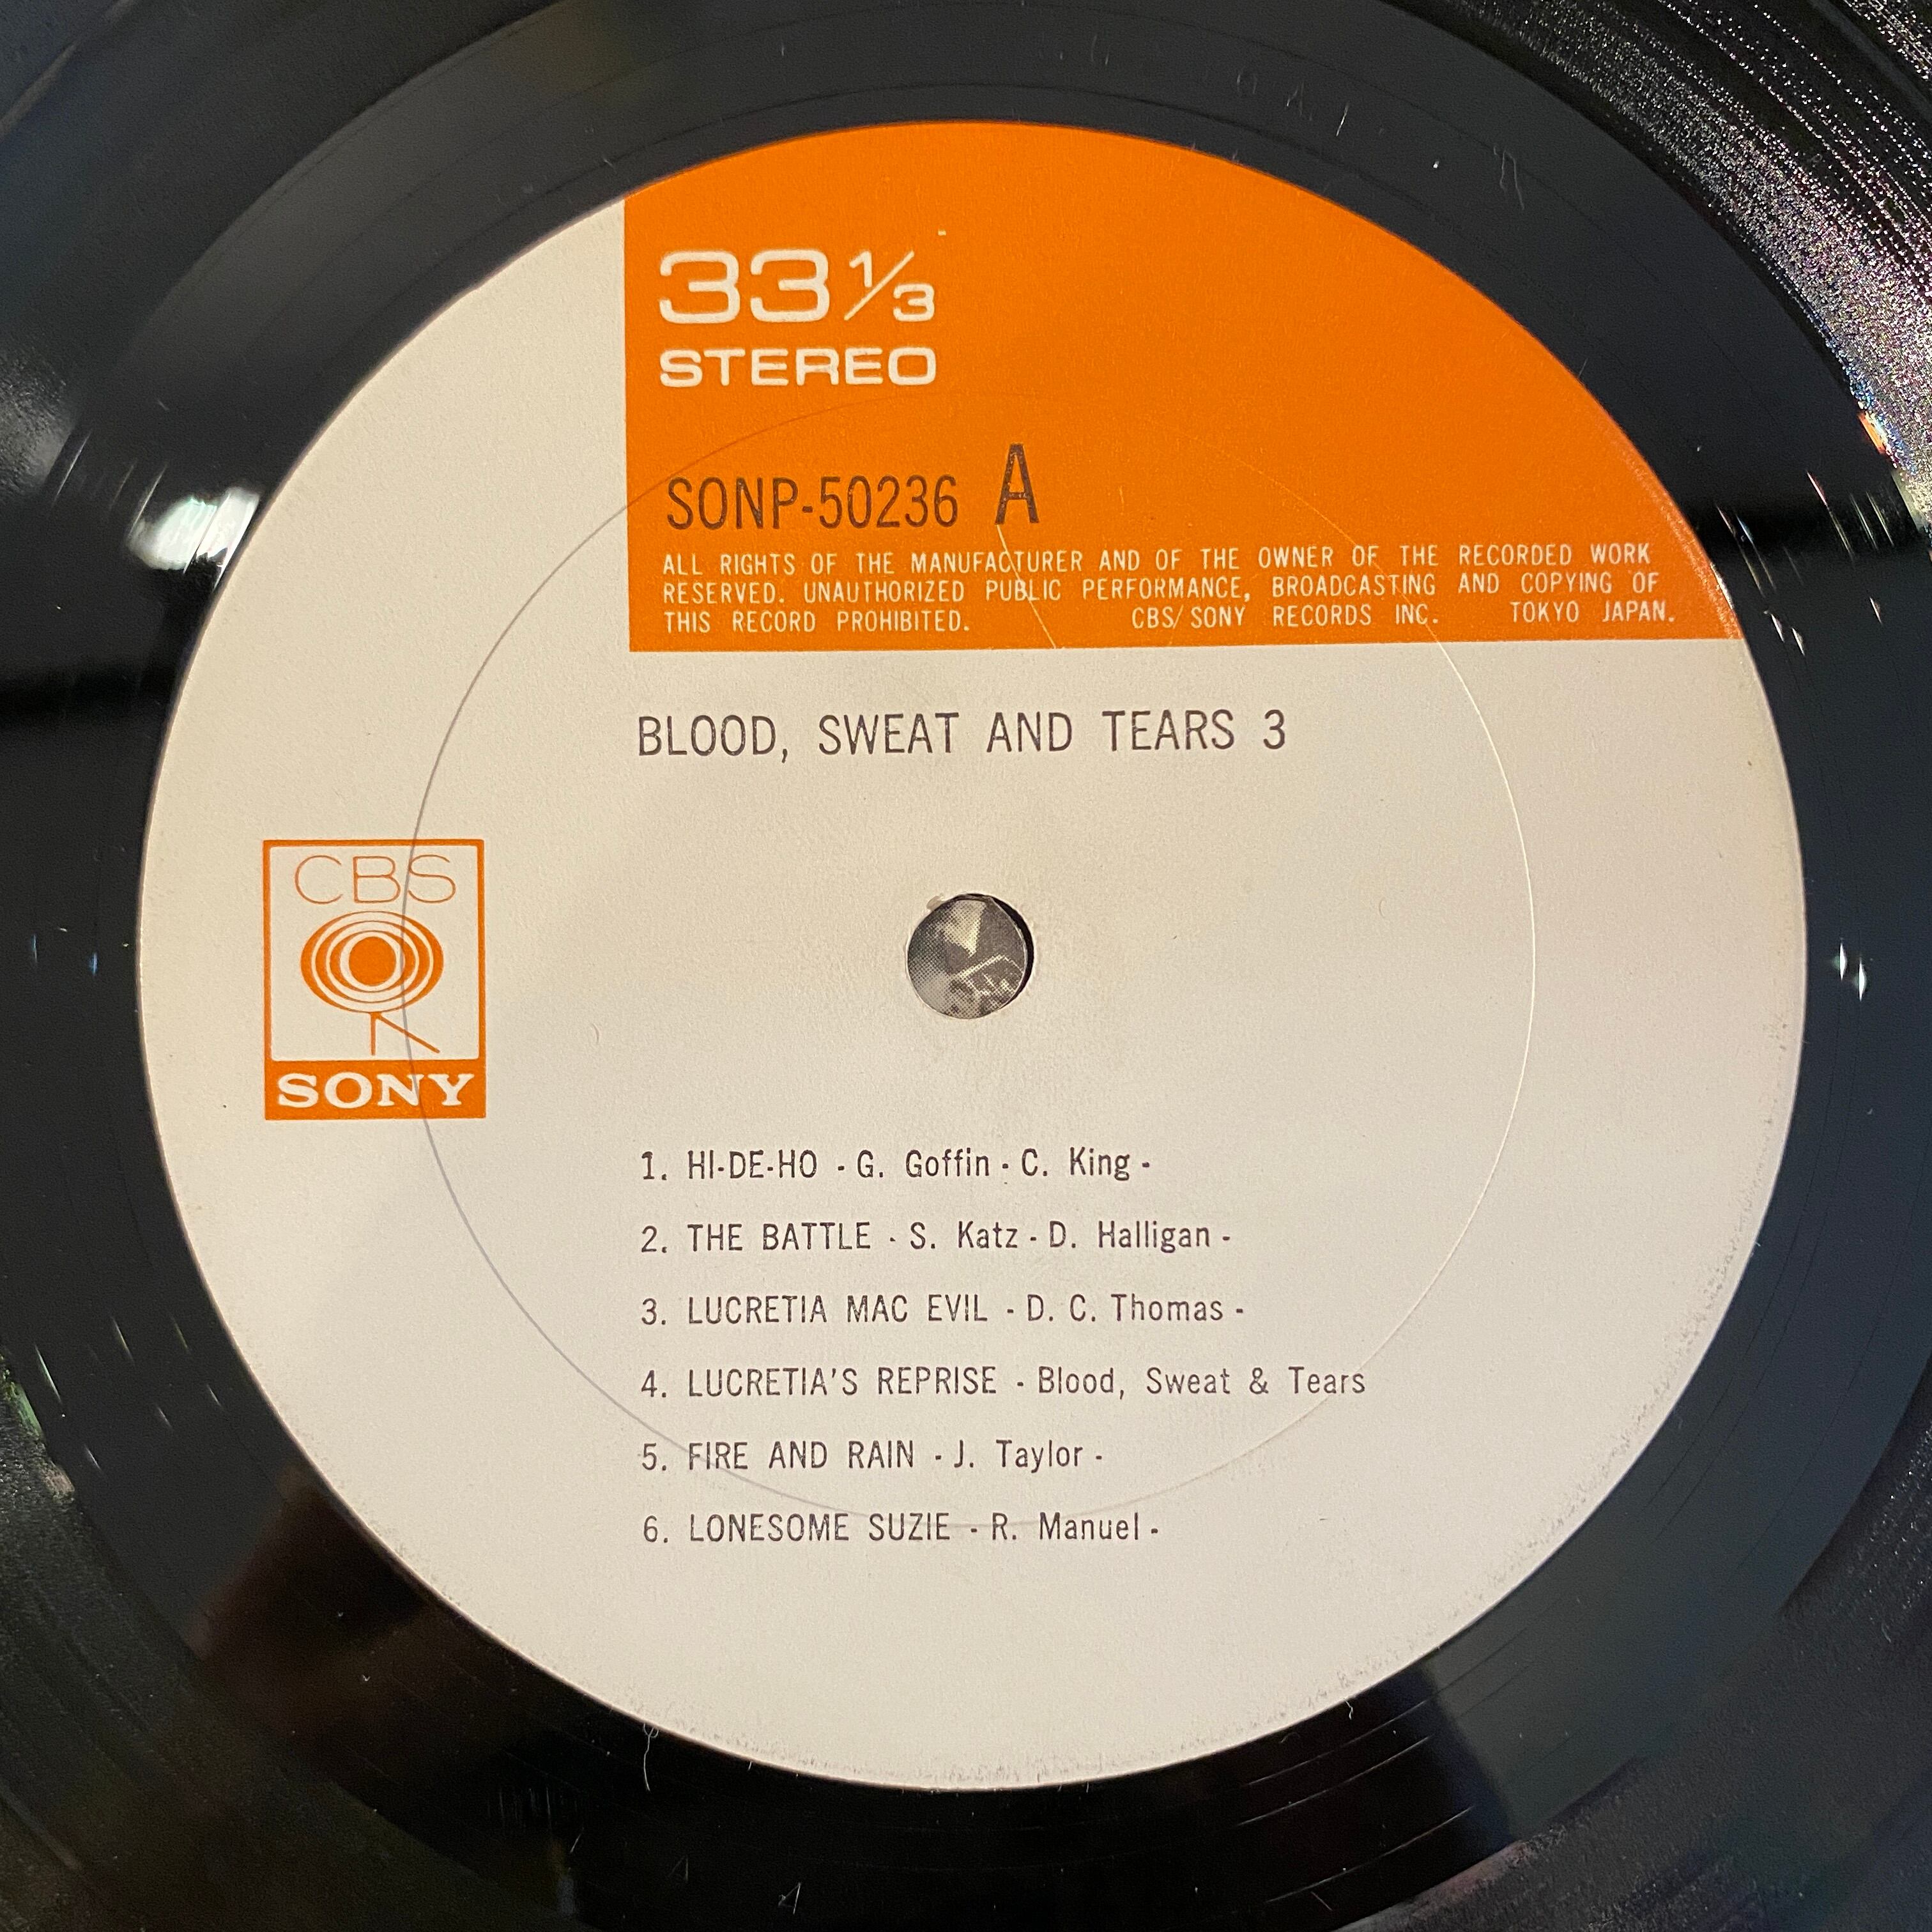 33 1/3
STEREO
SONP-50236 A
ALL RIGHTS OF THE MANUFACTURER AND OF THE OWNER OF THE RECORDED WORK
RESERVED. UNAUTHORIZED PUBLIC PERFORMANCE, BROADCASTING AND COPYING OF
THIS RECORD PROHIBITED. CBS/SONY RECORDS INC. TOKYO JAPAN.
BLOOD, SWEAT AND TEARS 3
CBS
SONY
1. HI-DE-HO - G. Goffin - C. King -
2. THE BATTLE - S. Katz - D. Halligan -
3. LUCRETIA MAC EVIL - D. C. Thomas -
4. LUCRETIA'S REPRISE - Blood, Sweat & Tears
5. FIRE AND RAIN - J. Taylor -
6. LONESOME SUZIE - R. Manuel -